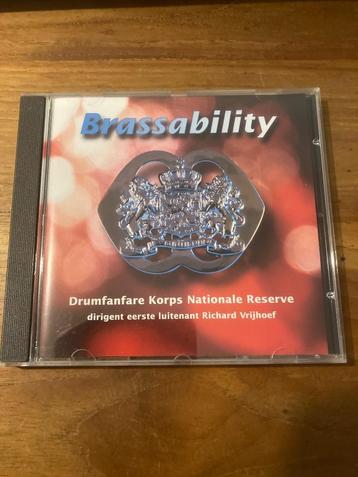 Brassability
Drumfanfare Korps Nationale Reserve
dirigent eerste luitenant Richard Vrijhoef